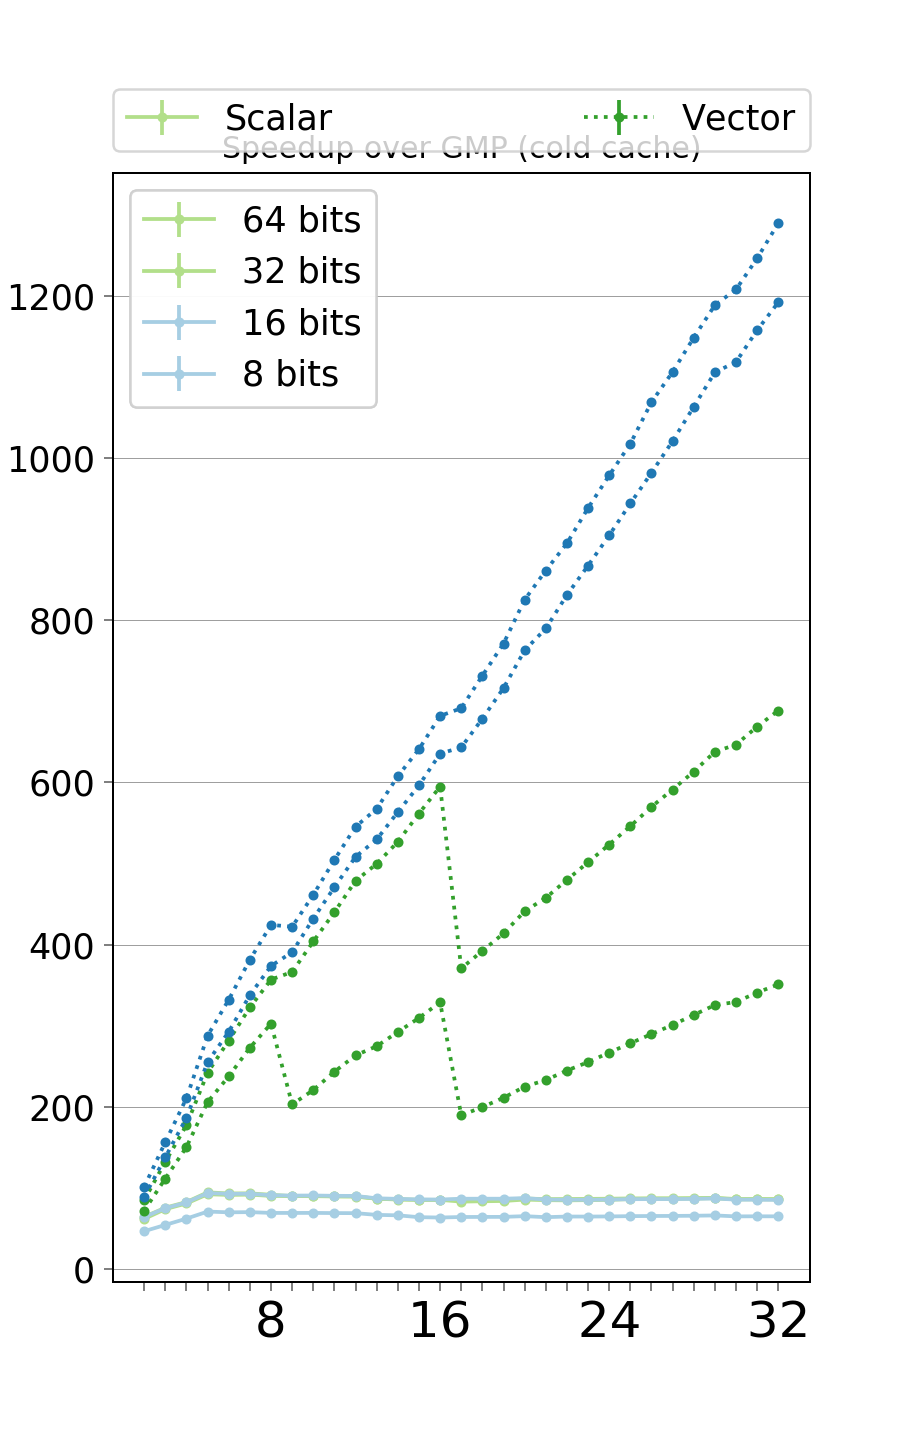 Scalar Vector
Speedup over GMP (cold cache)
64 bits
32 bits
16 bits
8 bits
1200
1000
800
600
400
200
0
8 16 24 32